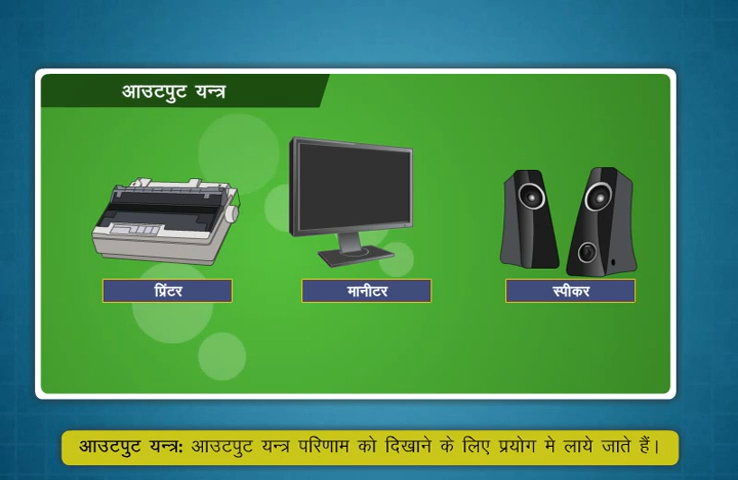 आउटपुट यन्त्र
प्रिंटर
मानीटर
स्पीकर
आउटपुट यन्त्र: आउटपुट यन्त्र परिणाम को दिखाने के लिए प्रयोग मे लाये जाते हैं।